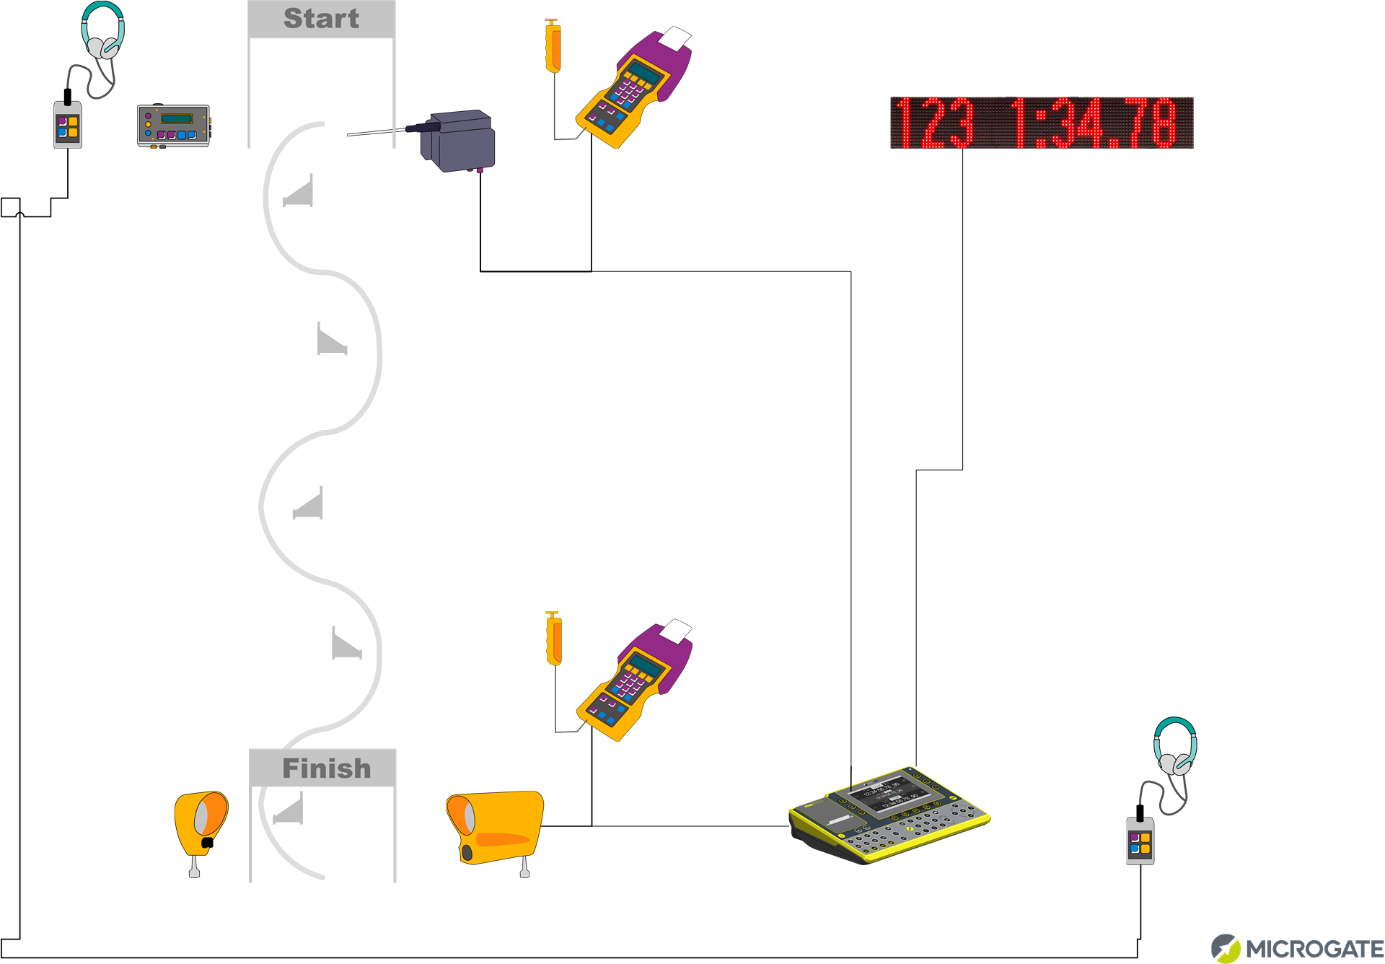 Start
123 1:34.78
Finish
MICROGATE